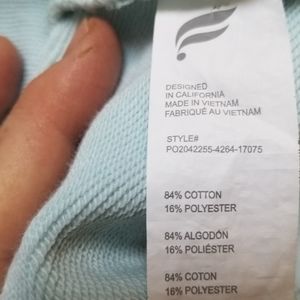 DESIGNED
IN CALIFORNIA
MADE IN VIETNAM
FABRIQUÉ AU VIETNAM
STYLE#
PO2042255-4264-17075
84% COTTON
16% POLYESTER
84% ALGODÓN
16% POLIÉSTER
84% COTON
16% POLYESTER